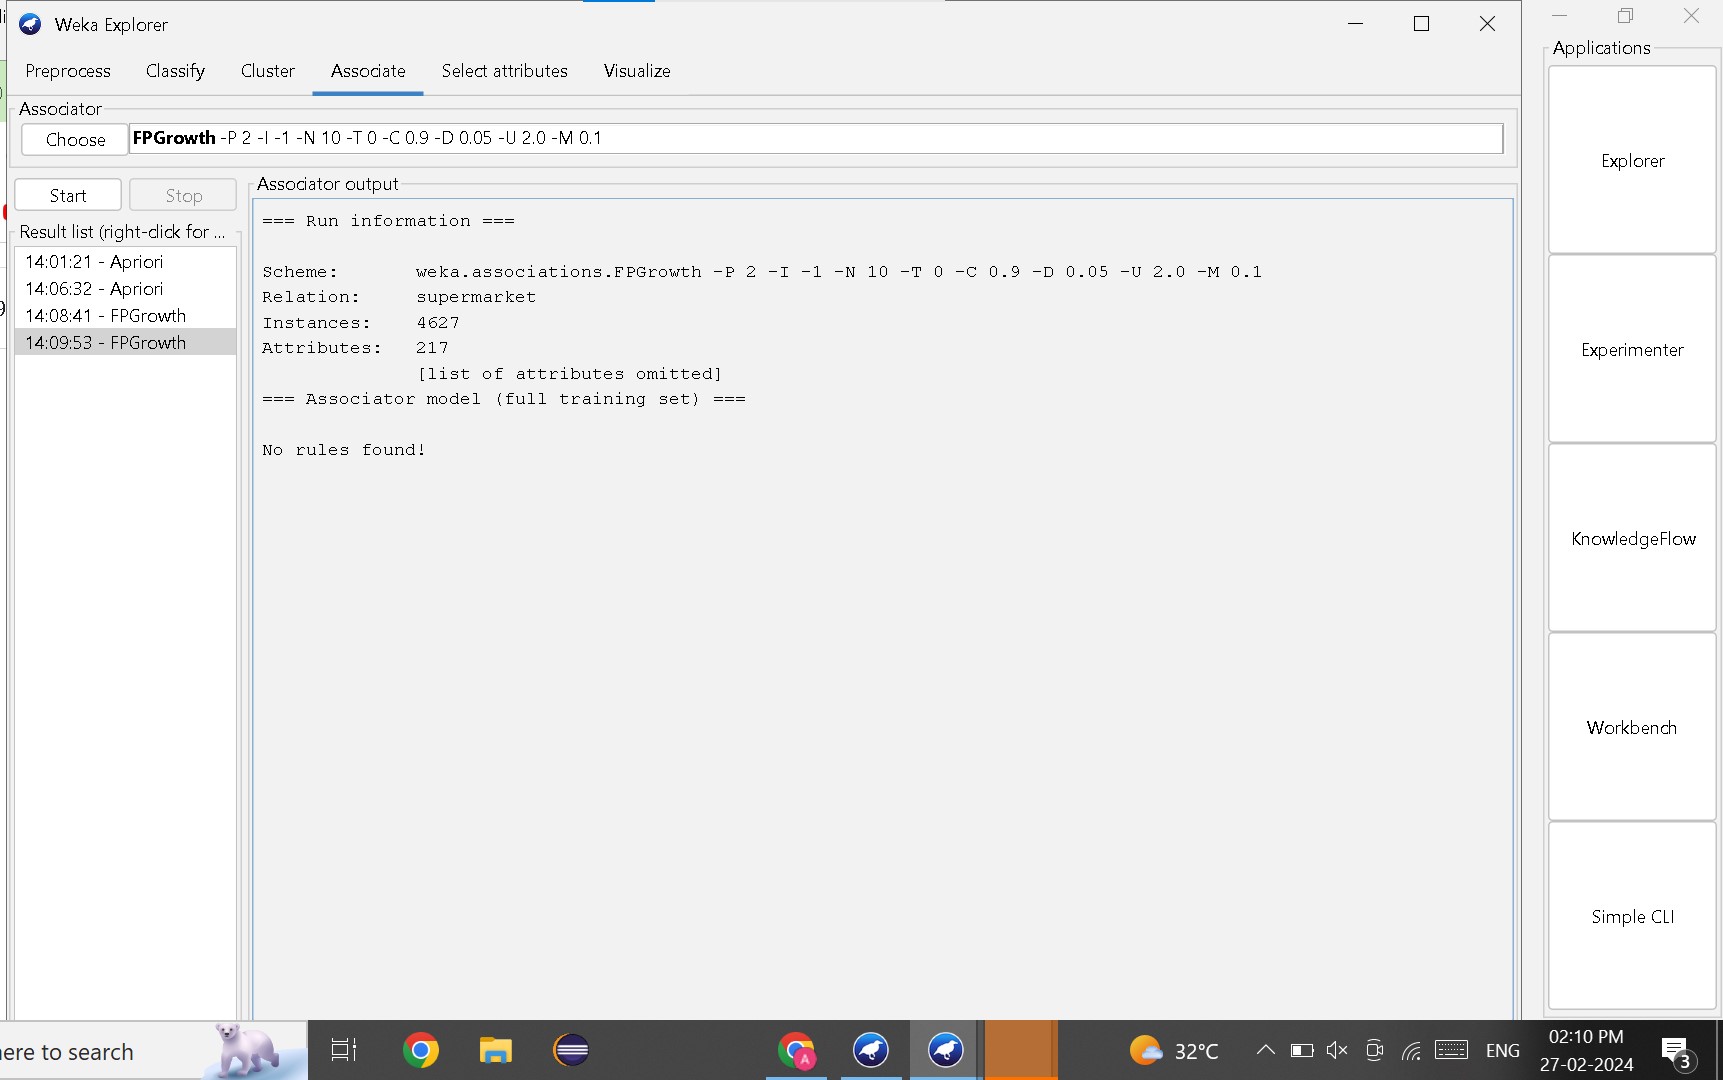 Weka Explorer
Preprocess Classify Cluster Associate Select attributes Visualize
Associator
Choose FPGrowth -P 2 -I -1 -N 10 -T 0 -C 0.9 -D 0.05 -U 2.0 -M 0.1
Start Stop
Result list (right-click for ...
14:01:21 - Apriori
14:06:32 - Apriori
14:08:41 - FPGrowth
14:09:53 - FPGrowth
Associator output
=== Run information ===
Scheme: weka.associations.FPGrowth -P 2 -I -1 -N 10 -T 0 -C 0.9 -D 0.05 -U 2.0 -M 0.1
Relation: supermarket
Instances: 4627
Attributes: 217
[list of attributes omitted]
=== Associator model (full training set) ===
No rules found!
Applications
Explorer
Experimenter
KnowledgeFlow
Workbench
Simple CLI
ere to search
A
32°C
ENG
02:10 PM
27-02-2024
3